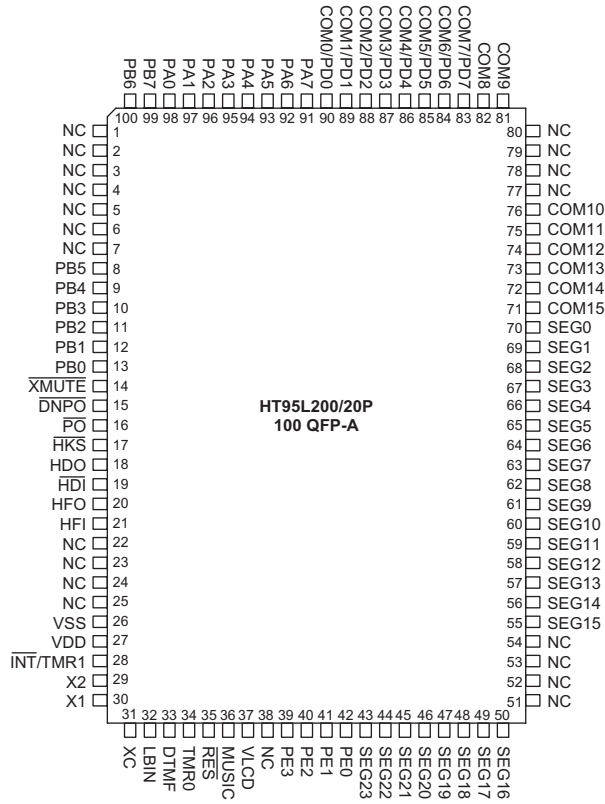 PB6
PB7
PA0
PA1
PA2
PA3
PA4
PA5
PA6
PA7
COM0/PD0
COM1/PD1
COM2/PD2
COM3/PD3
COM4/PD4
COM5/PD5
COM6/PD6
COM7/PD7
COM8
COM9
100 99 98 97 96 95 94 93 92 91 90 89 88 87 86 85 84 83 82 81
NC 1 80 NC
NC 2 79 NC
NC 3 78 NC
NC 4 77 NC
NC 5 76 COM10
NC 6 75 COM11
NC 7 74 COM12
PB5 8 73 COM13
PB4 9 72 COM14
PB3 10 71 COM15
PB2 11 70 SEG0
PB1 12 69 SEG1
PB0 13 68 SEG2
XMUTE 14 67 SEG3
DNPO 15 HT95L200/20P 66 SEG4
PO 16 100 QFP-A 65 SEG5
HKS 17 64 SEG6
HDO 18 63 SEG7
HDI 19 62 SEG8
HFO 20 61 SEG9
HFI 21 60 SEG10
NC 22 59 SEG11
NC 23 58 SEG12
NC 24 57 SEG13
NC 25 56 SEG14
VSS 26 55 SEG15
VDD 27 54 NC
INT/TMR1 28 53 NC
X2 29 52 NC
X1 30 51 NC
31 32 33 34 35 36 37 38 39 40 41 42 43 44 45 46 47 48 49 50
XC
LBIN
DTMF
TMR0
RES
MUSIC
VLCD
NC
PE3
PE2
PE1
PE0
SEG23
SEG22
SEG21
SEG20
SEG19
SEG18
SEG17
SEG16